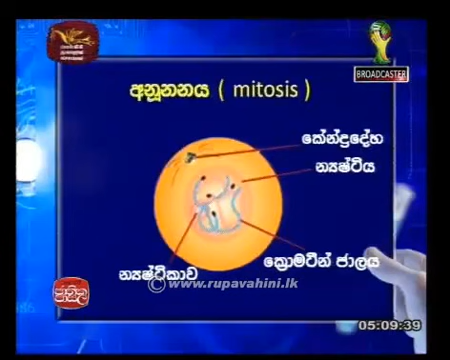 BROADCASTER
අනූනනය ( mitosis )
කේන්ද්‍රදේහ
න්‍යෂ්ටිය
ක්‍රොමටින් ජාලය
න්‍යෂ්ටිකාව
© www.rupavahini.lk
05:09:39